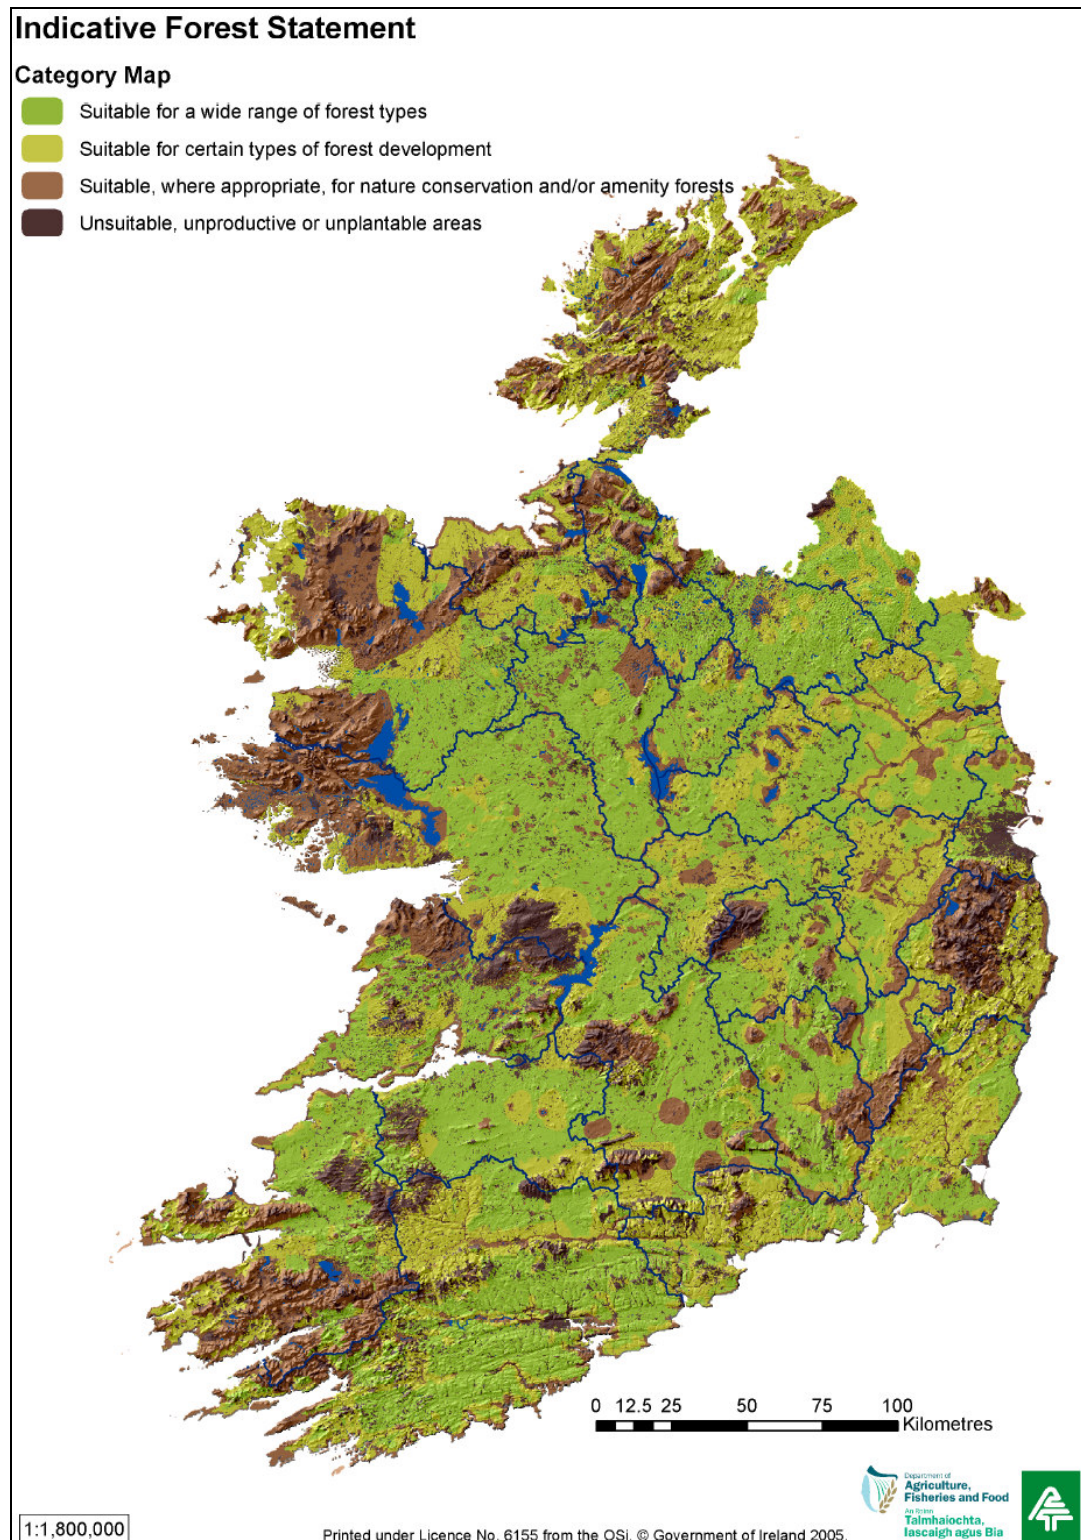 Indicative Forest Statement
Category Map
Suitable for a wide range of forest types
Suitable for certain types of forest development
Suitable, where appropriate, for nature conservation and/or amenity forests
Unsuitable, unproductive or unplantable areas
0 12.5 25 50 75 100
Kilometres
Department of
Agriculture,
Fisheries and Food
An Roinn
Talmhaíochta,
Iascaigh agus Bia
1:1,800,000
Printed under Licence No. 6155 from the OSi. © Government of Ireland 2005.